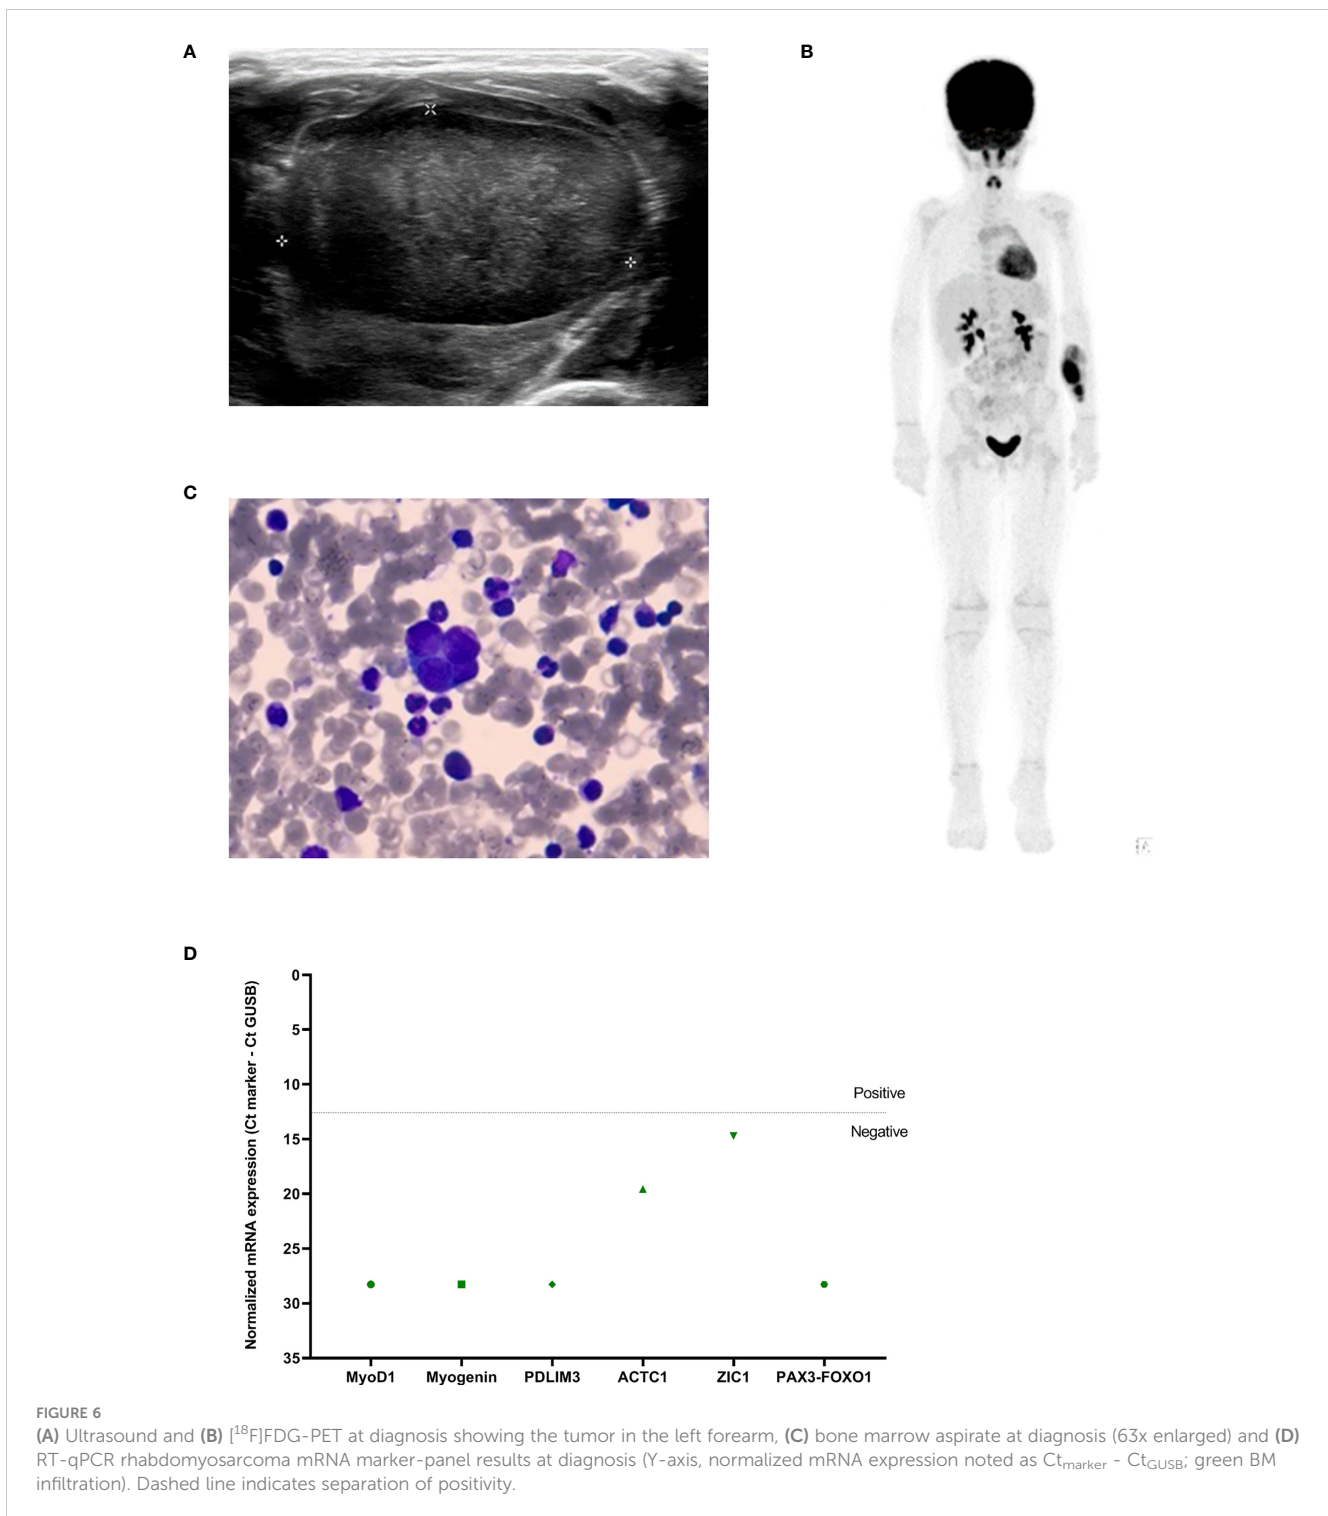 A
B
C
D
Normalized mRNA expression (Ct marker - Ct GUSB)
0
5
10
15
20
25
30
35
Positive
Negative
MyoD1 Myogenin PDLIM3 ACTC1 ZIC1 PAX3-FOXO1
FIGURE 6
(A) Ultrasound and (B) [18F]FDG-PET at diagnosis showing the tumor in the left forearm, (C) bone marrow aspirate at diagnosis (63x enlarged) and (D)
RT-qPCR rhabdomyosarcoma mRNA marker-panel results at diagnosis (Y-axis, normalized mRNA expression noted as Ctmarker - CtGUSB; green BM
infiltration). Dashed line indicates separation of positivity.